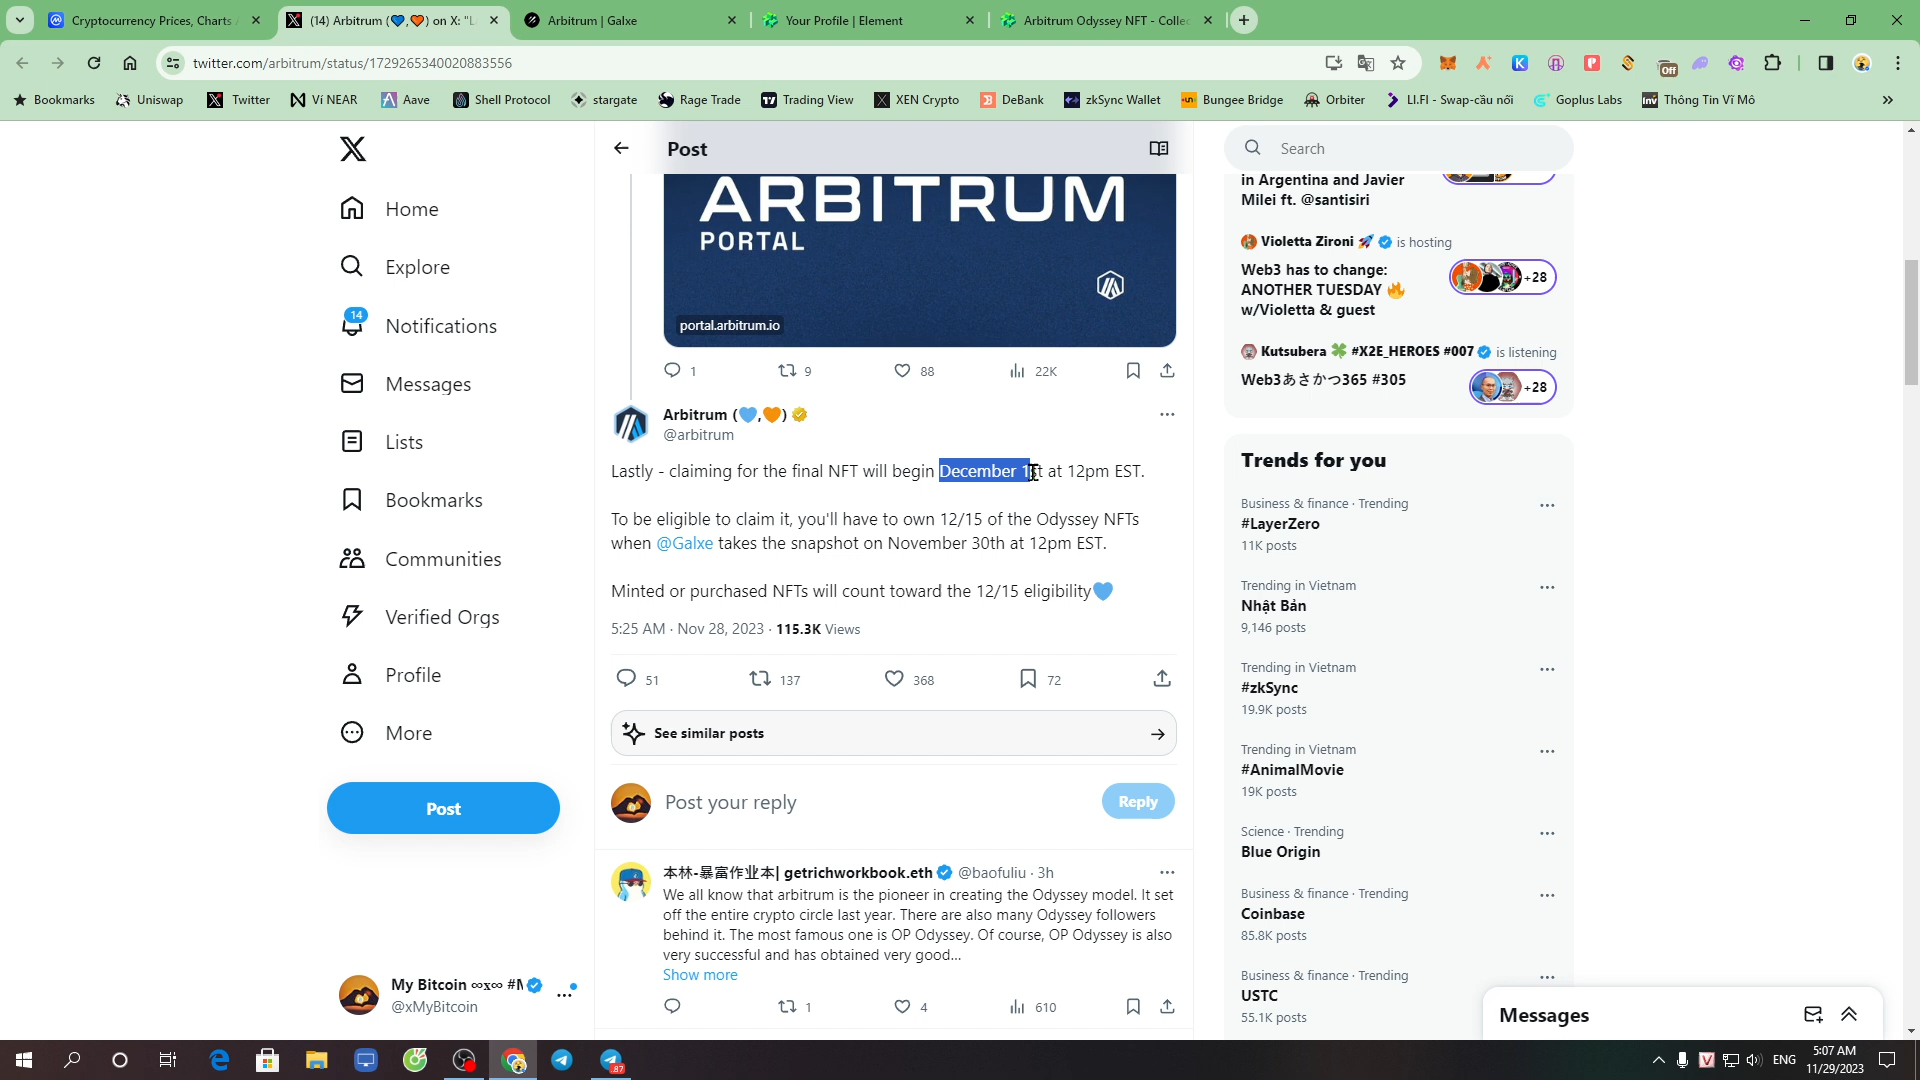 Cryptocurrency Prices, Charts
(14) Arbitrum (💙,🧡) on X: "L
Arbitrum | Galxe
Your Profile | Element
Arbitrum Odyssey NFT - Collec
twitter.com/arbitrum/status/1729265340020883556
Off
Bookmarks
Uniswap
Twitter
Ví NEAR
Aave
Shell Protocol
stargate
Rage Trade
Trading View
XEN Crypto
DeBank
zkSync Wallet
Bungee Bridge
Orbiter
LI.FI - Swap-cầu nối
Goplus Labs
Thông Tin Vĩ Mô
Home
Explore
14
Notifications
Messages
Lists
Bookmarks
Communities
Verified Orgs
Profile
More
Post
My Bitcoin ∞x∞ #M
@xMyBitcoin
Post
ARBITRUM
PORTAL
portal.arbitrum.io
1 9 88 22K
Arbitrum (💙,🧡)
@arbitrum
Lastly - claiming for the final NFT will begin December 1st at 12pm EST.
To be eligible to claim it, you'll have to own 12/15 of the Odyssey NFTs
when @Galxe takes the snapshot on November 30th at 12pm EST.
Minted or purchased NFTs will count toward the 12/15 eligibility💙
5:25 AM · Nov 28, 2023 · 115.3K Views
51 137 368 72
See similar posts
Post your reply
Reply
本林-暴富作业本| getrichworkbook.eth @baofuliu · 3h
We all know that arbitrum is the pioneer in creating the Odyssey model. It set
off the entire crypto circle last year. There are also many Odyssey followers
behind it. The most famous one is OP Odyssey. Of course, OP Odyssey is also
very successful and has obtained very good...
Show more
1 4 610
Search
in Argentina and Javier
Milei ft. @santisiri
Violetta Zironi 🚀 is hosting
Web3 has to change:
ANOTHER TUESDAY 🔥
w/Violetta & guest
+28
Kutsubera 🍀 #X2E_HEROES #007 is listening
Web3あさかつ365 #305
+28
Trends for you
Business & finance · Trending
#LayerZero
11K posts
Trending in Vietnam
Nhật Bản
9,146 posts
Trending in Vietnam
#zkSync
19.9K posts
Trending in Vietnam
#AnimalMovie
19K posts
Science · Trending
Blue Origin
Business & finance · Trending
Coinbase
85.8K posts
Business & finance · Trending
USTC
55.1K posts
Messages
87
ENG
5:07 AM
11/29/2023